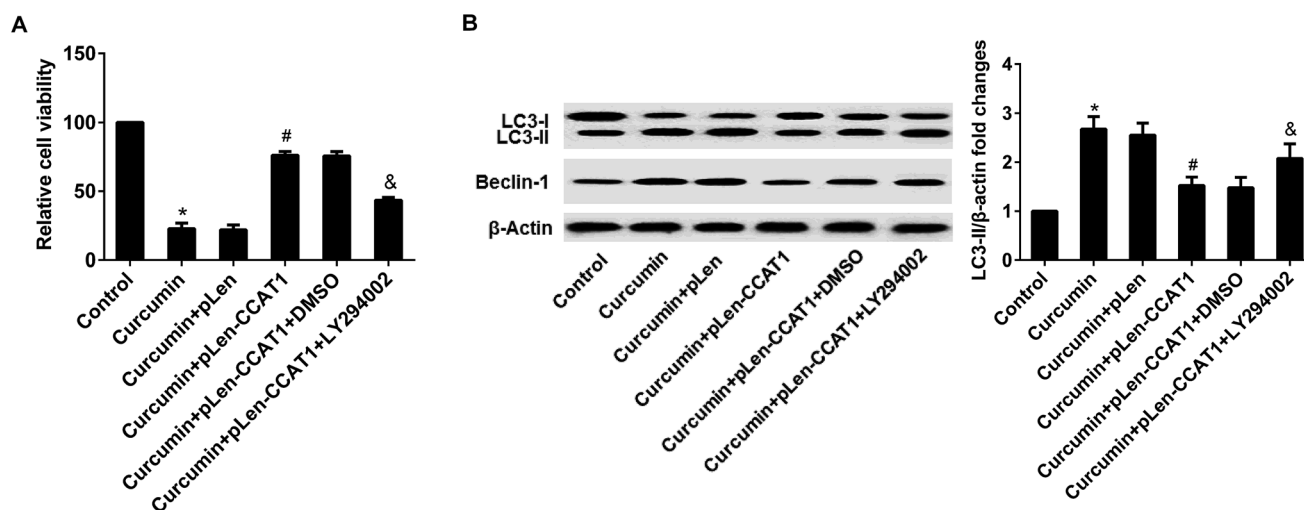 A
Relative cell viability
150
100
50
0
*
#
&
Control
Curcumin
Curcumin+pLen
Curcumin+pLen-CCAT1
Curcumin+pLen-CCAT1+DMSO
Curcumin+pLen-CCAT1+LY294002
B
LC3-I
LC3-II
Beclin-1
β-Actin
Control
Curcumin
Curcumin+pLen
Curcumin+pLen-CCAT1
Curcumin+pLen-CCAT1+DMSO
Curcumin+pLen-CCAT1+LY294002
LC3-II/β-actin fold changes
4
3
2
1
0
*
#
&
Control
Curcumin
Curcumin+pLen
Curcumin+pLen-CCAT1
Curcumin+pLen-CCAT1+DMSO
Curcumin+pLen-CCAT1+LY294002